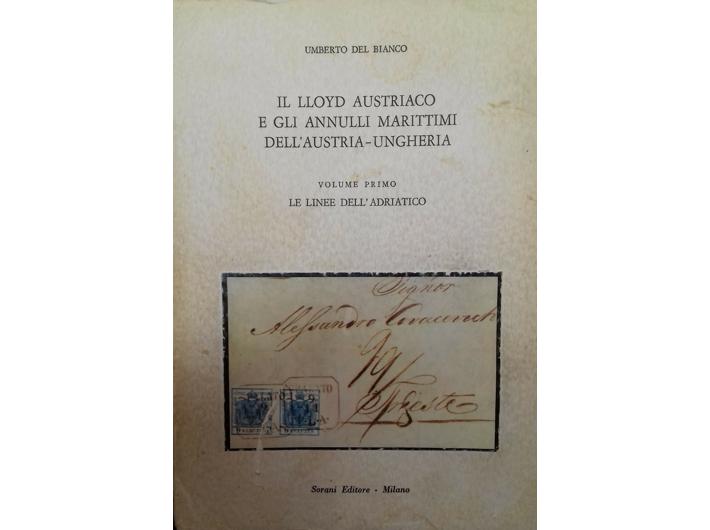 UMBERTO DEL BIANCO
IL LLOYD AUSTRIACO
E GLI ANNULLI MARITTIMI
DELL'AUSTRIA-UNGHERIA
VOLUME PRIMO
LE LINEE DELL'ADRIATICO
Signor
Alessandro
Trieste
Sorani Editore - Milano